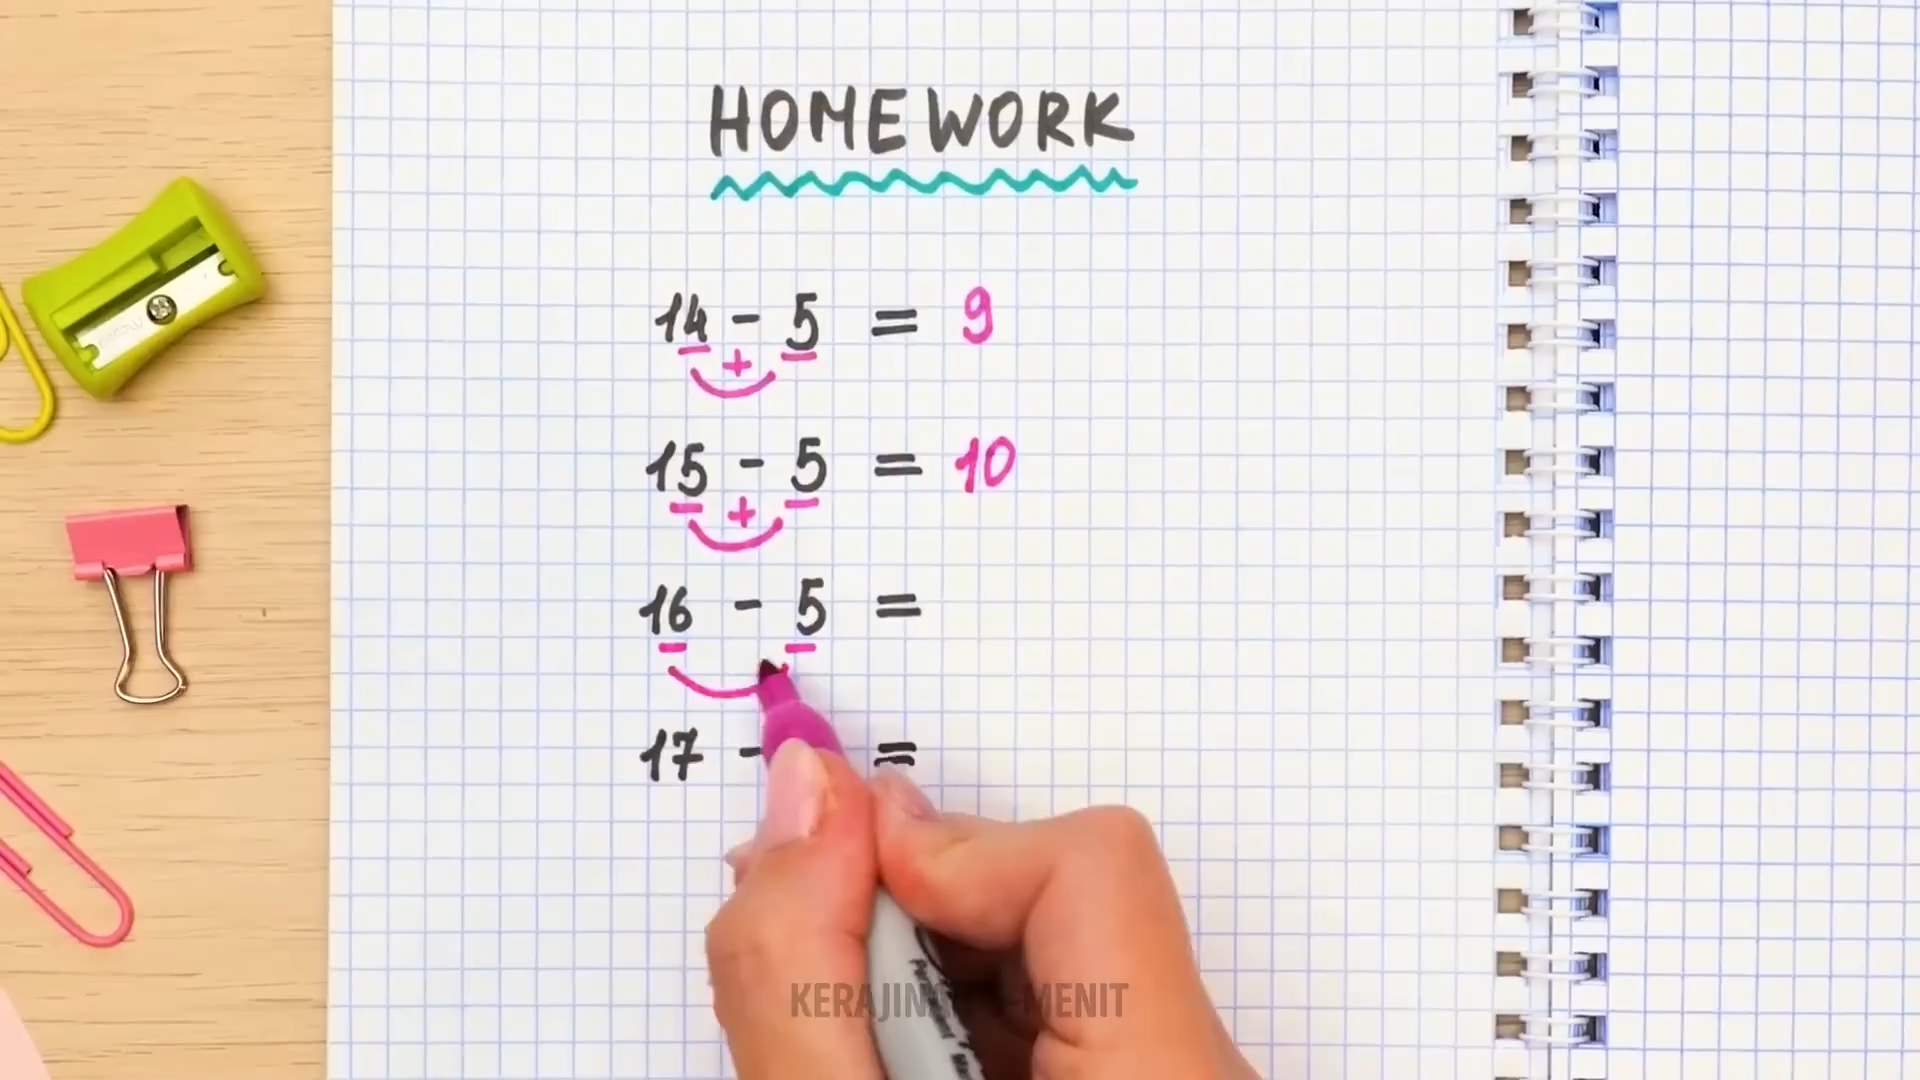 HOMEWORK
14 - 5 = 9
+
15 - 5 = 10
+
16 - 5 =
17 - =